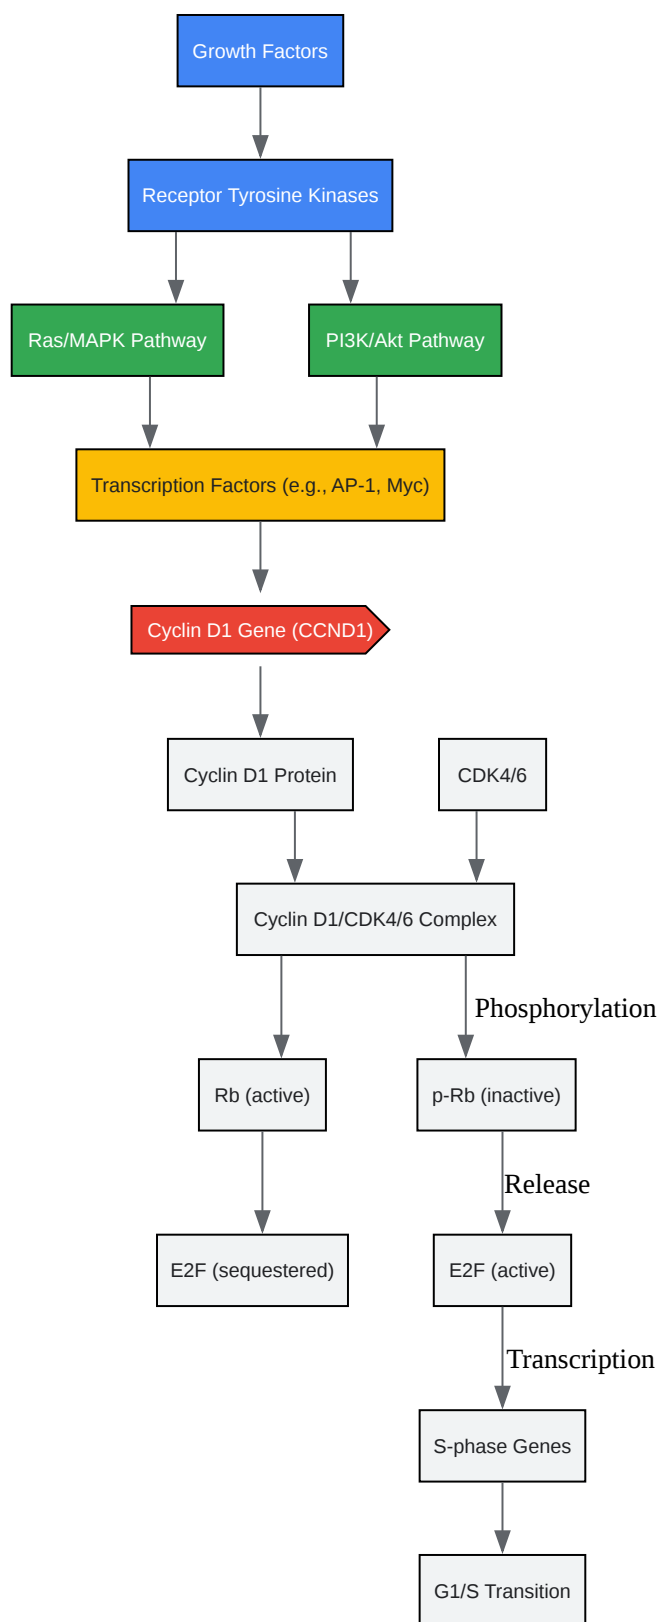 Growth Factors
Receptor Tyrosine Kinases
Ras/MAPK Pathway
PI3K/Akt Pathway
Transcription Factors (e.g., AP-1, Myc)
Cyclin D1 Gene (CCND1)
Cyclin D1 Protein
CDK4/6
Cyclin D1/CDK4/6 Complex
Phosphorylation
Rb (active)
p-Rb (inactive)
Release
E2F (sequestered)
E2F (active)
Transcription
S-phase Genes
G1/S Transition